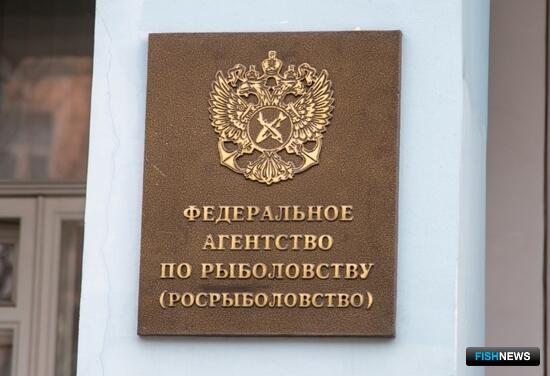 ФЕДЕРАЛЬНОЕ
АГЕНТСТВО
ПО РЫБОЛОВСТВУ
(РОСРЫБОЛОВСТВО)
FISHNEWS